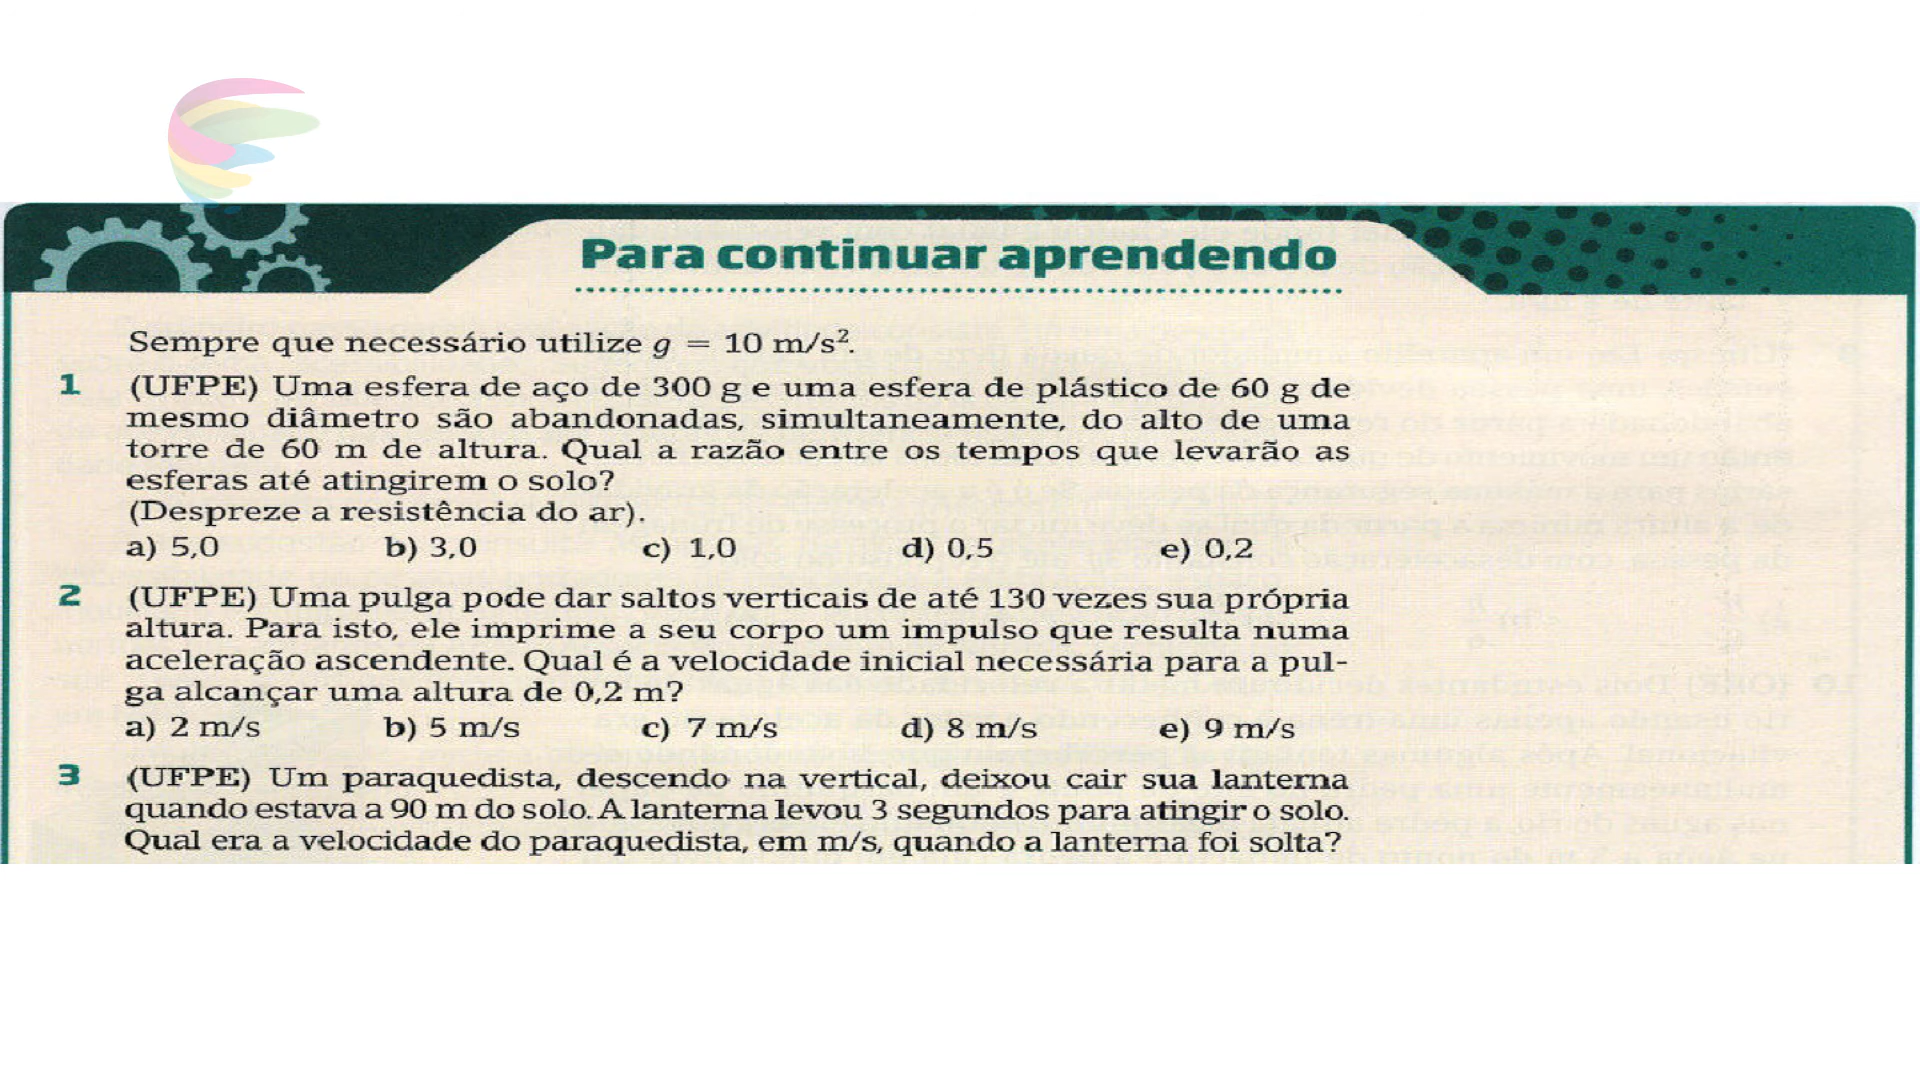 Para continuar aprendendo
Sempre que necessário utilize g = 10 m/s².
1 (UFPE) Uma esfera de aço de 300 g e uma esfera de plástico de 60 g de
mesmo diâmetro são abandonadas, simultaneamente, do alto de uma
torre de 60 m de altura. Qual a razão entre os tempos que levarão as
esferas até atingirem o solo?
(Despreze a resistência do ar).
a) 5,0 b) 3,0 c) 1,0 d) 0,5 e) 0,2
2 (UFPE) Uma pulga pode dar saltos verticais de até 130 vezes sua própria
altura. Para isto, ele imprime a seu corpo um impulso que resulta numa
aceleração ascendente. Qual é a velocidade inicial necessária para a pul-
ga alcançar uma altura de 0,2 m?
a) 2 m/s b) 5 m/s c) 7 m/s d) 8 m/s e) 9 m/s
3 (UFPE) Um paraquedista, descendo na vertical, deixou cair sua lanterna
quando estava a 90 m do solo. A lanterna levou 3 segundos para atingir o solo.
Qual era a velocidade do paraquedista, em m/s, quando a lanterna foi solta?